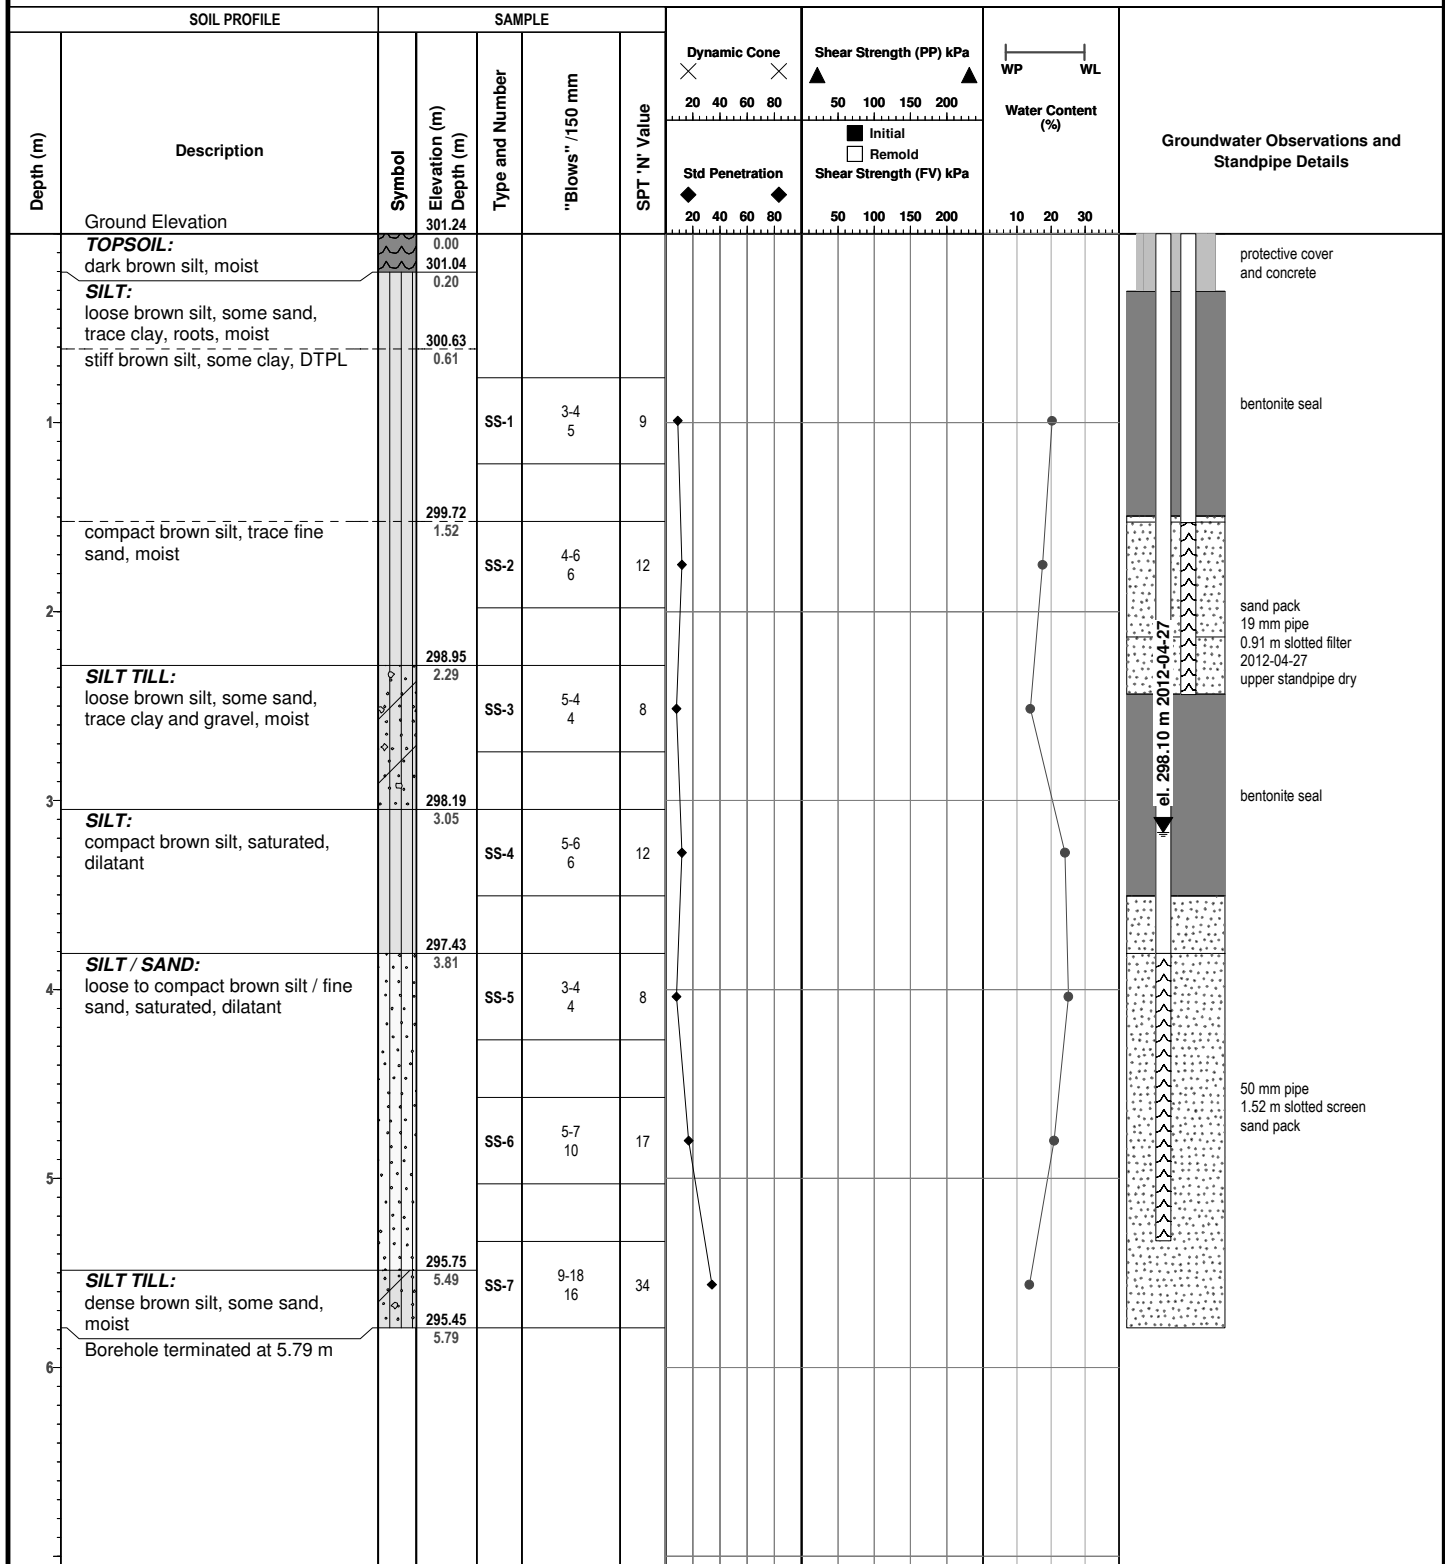 SOIL PROFILE
SAMPLE
Depth (m)
Description
Symbol
Elevation (m)
Depth (m)
Type and Number
"Blows" /150 mm
SPT 'N' Value
Dynamic Cone
20 40 60 80
Std Penetration
20 40 60 80
Shear Strength (PP) kPa
50 100 150 200
Initial
Remold
Shear Strength (FV) kPa
50 100 150 200
WP WL
Water Content
(%)
10 20 30
Groundwater Observations and
Standpipe Details
Ground Elevation
301.24
TOPSOIL:
0.00
dark brown silt, moist
301.04
0.20
SILT:
loose brown silt, some sand,
trace clay, roots, moist
300.63
stiff brown silt, some clay, DTPL
0.61
1
SS-1
3-4
5
9
299.72
compact brown silt, trace fine
sand, moist
1.52
SS-2
4-6
6
12
2
298.95
SILT TILL:
2.29
loose brown silt, some sand,
trace clay and gravel, moist
SS-3
5-4
4
8
3
298.19
SILT:
3.05
compact brown silt, saturated,
dilatant
SS-4
5-6
6
12
297.43
SILT / SAND:
3.81
loose to compact brown silt / fine
sand, saturated, dilatant
4
SS-5
3-4
4
8
SS-6
5-7
10
17
5
295.75
SILT TILL:
5.49
dense brown silt, some sand,
moist
SS-7
9-18
16
34
295.45
5.79
Borehole terminated at 5.79 m
6
protective cover
and concrete
bentonite seal
sand pack
19 mm pipe
0.91 m slotted filter
2012-04-27
upper standpipe dry
el. 298.10 m 2012-04-27
bentonite seal
50 mm pipe
1.52 m slotted screen
sand pack